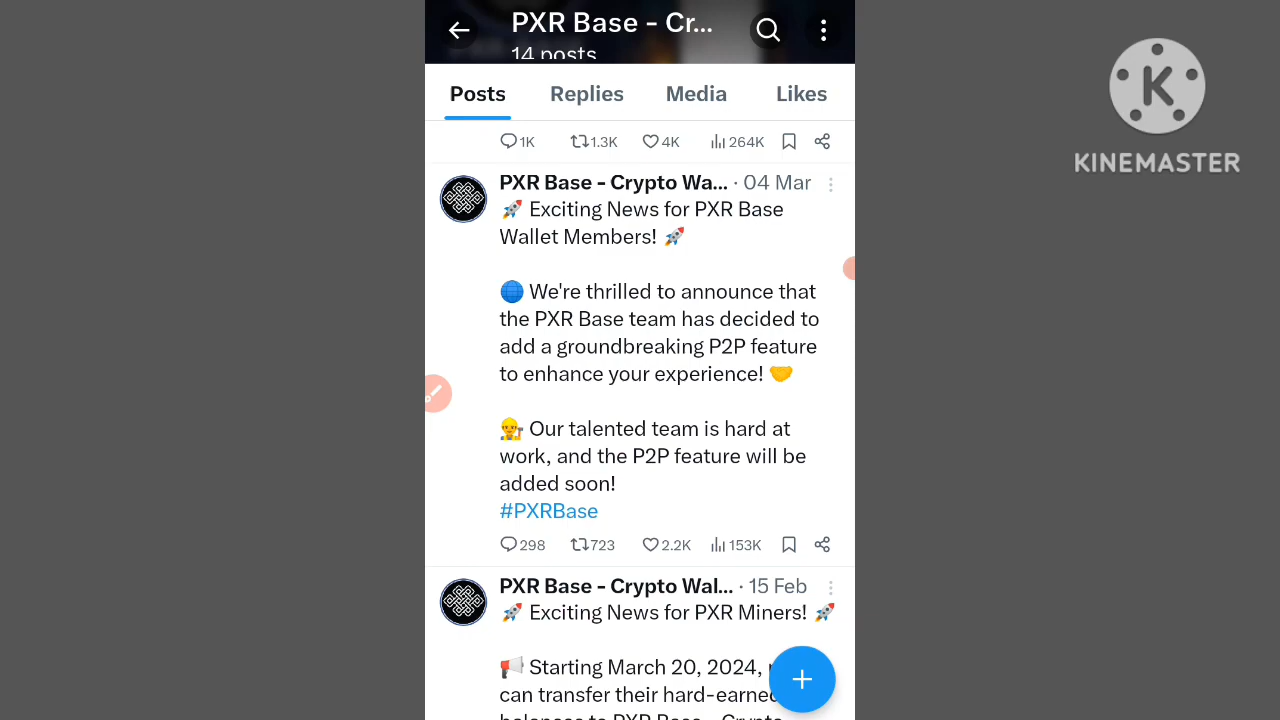 PXR Base - Cr...
14 posts
Posts Replies Media Likes
1K 1.3K 4K 264K
PXR Base - Crypto Wa... · 04 Mar
🚀 Exciting News for PXR Base
Wallet Members! 🚀
🌐 We're thrilled to announce that
the PXR Base team has decided to
add a groundbreaking P2P feature
to enhance your experience! 🤝
👷 Our talented team is hard at
work, and the P2P feature will be
added soon!
#PXRBase
298 723 2.2K 153K
PXR Base - Crypto Wal... · 15 Feb
🚀 Exciting News for PXR Miners! 🚀
📢 Starting March 20, 2024,
can transfer their hard-earned
balances to PXR Base - Crypto
K
KINEMASTER